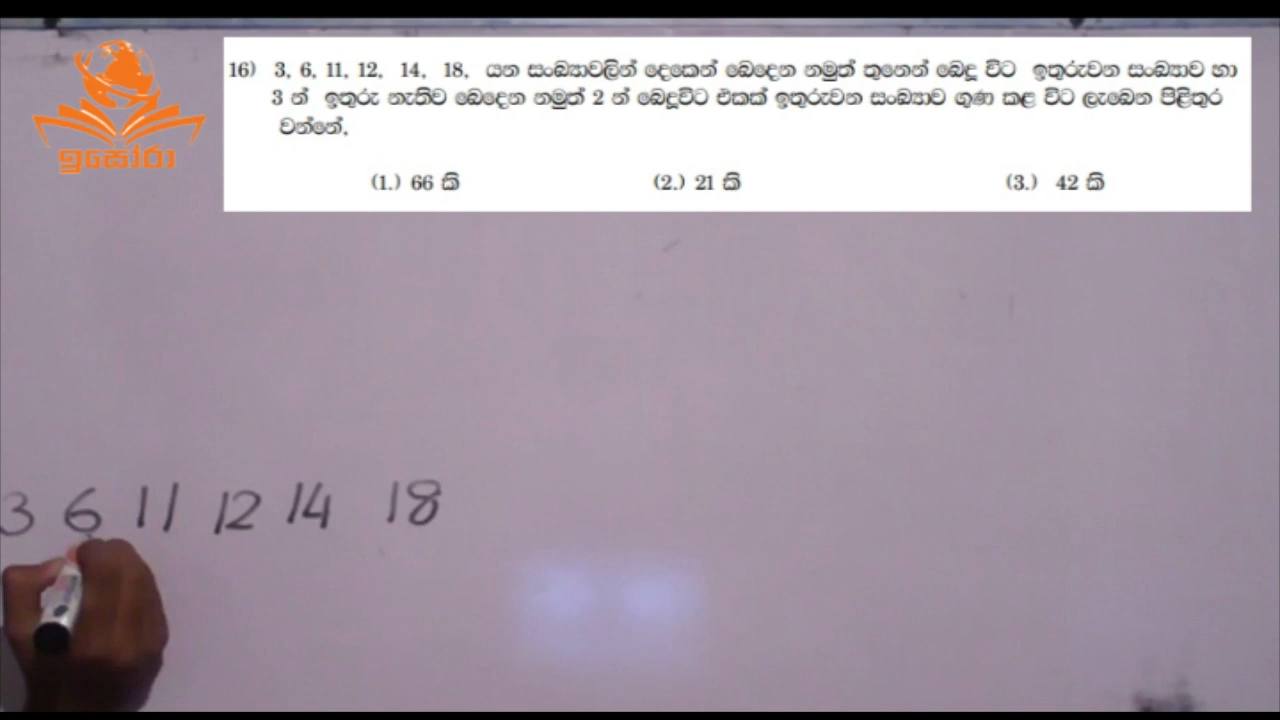 ඉසෝරා
16) 3, 6, 11, 12, 14, 18, යන සංඛ්‍යාවලින් දෙකෙන් බෙදෙන නමුත් තුනෙන් බෙදූ විට ඉතුරුවන සංඛ්‍යාව හා
3 න් ඉතුරු නැතිව බෙදෙන නමුත් 2 න් බෙදූවිට එකක් ඉතුරුවන සංඛ්‍යාව ගුණ කළ විට ලැබෙන පිළිතුර
වන්නේ,
(1.) 66 කි (2.) 21 කි (3.) 42 කි
3 6 11 12 14 18